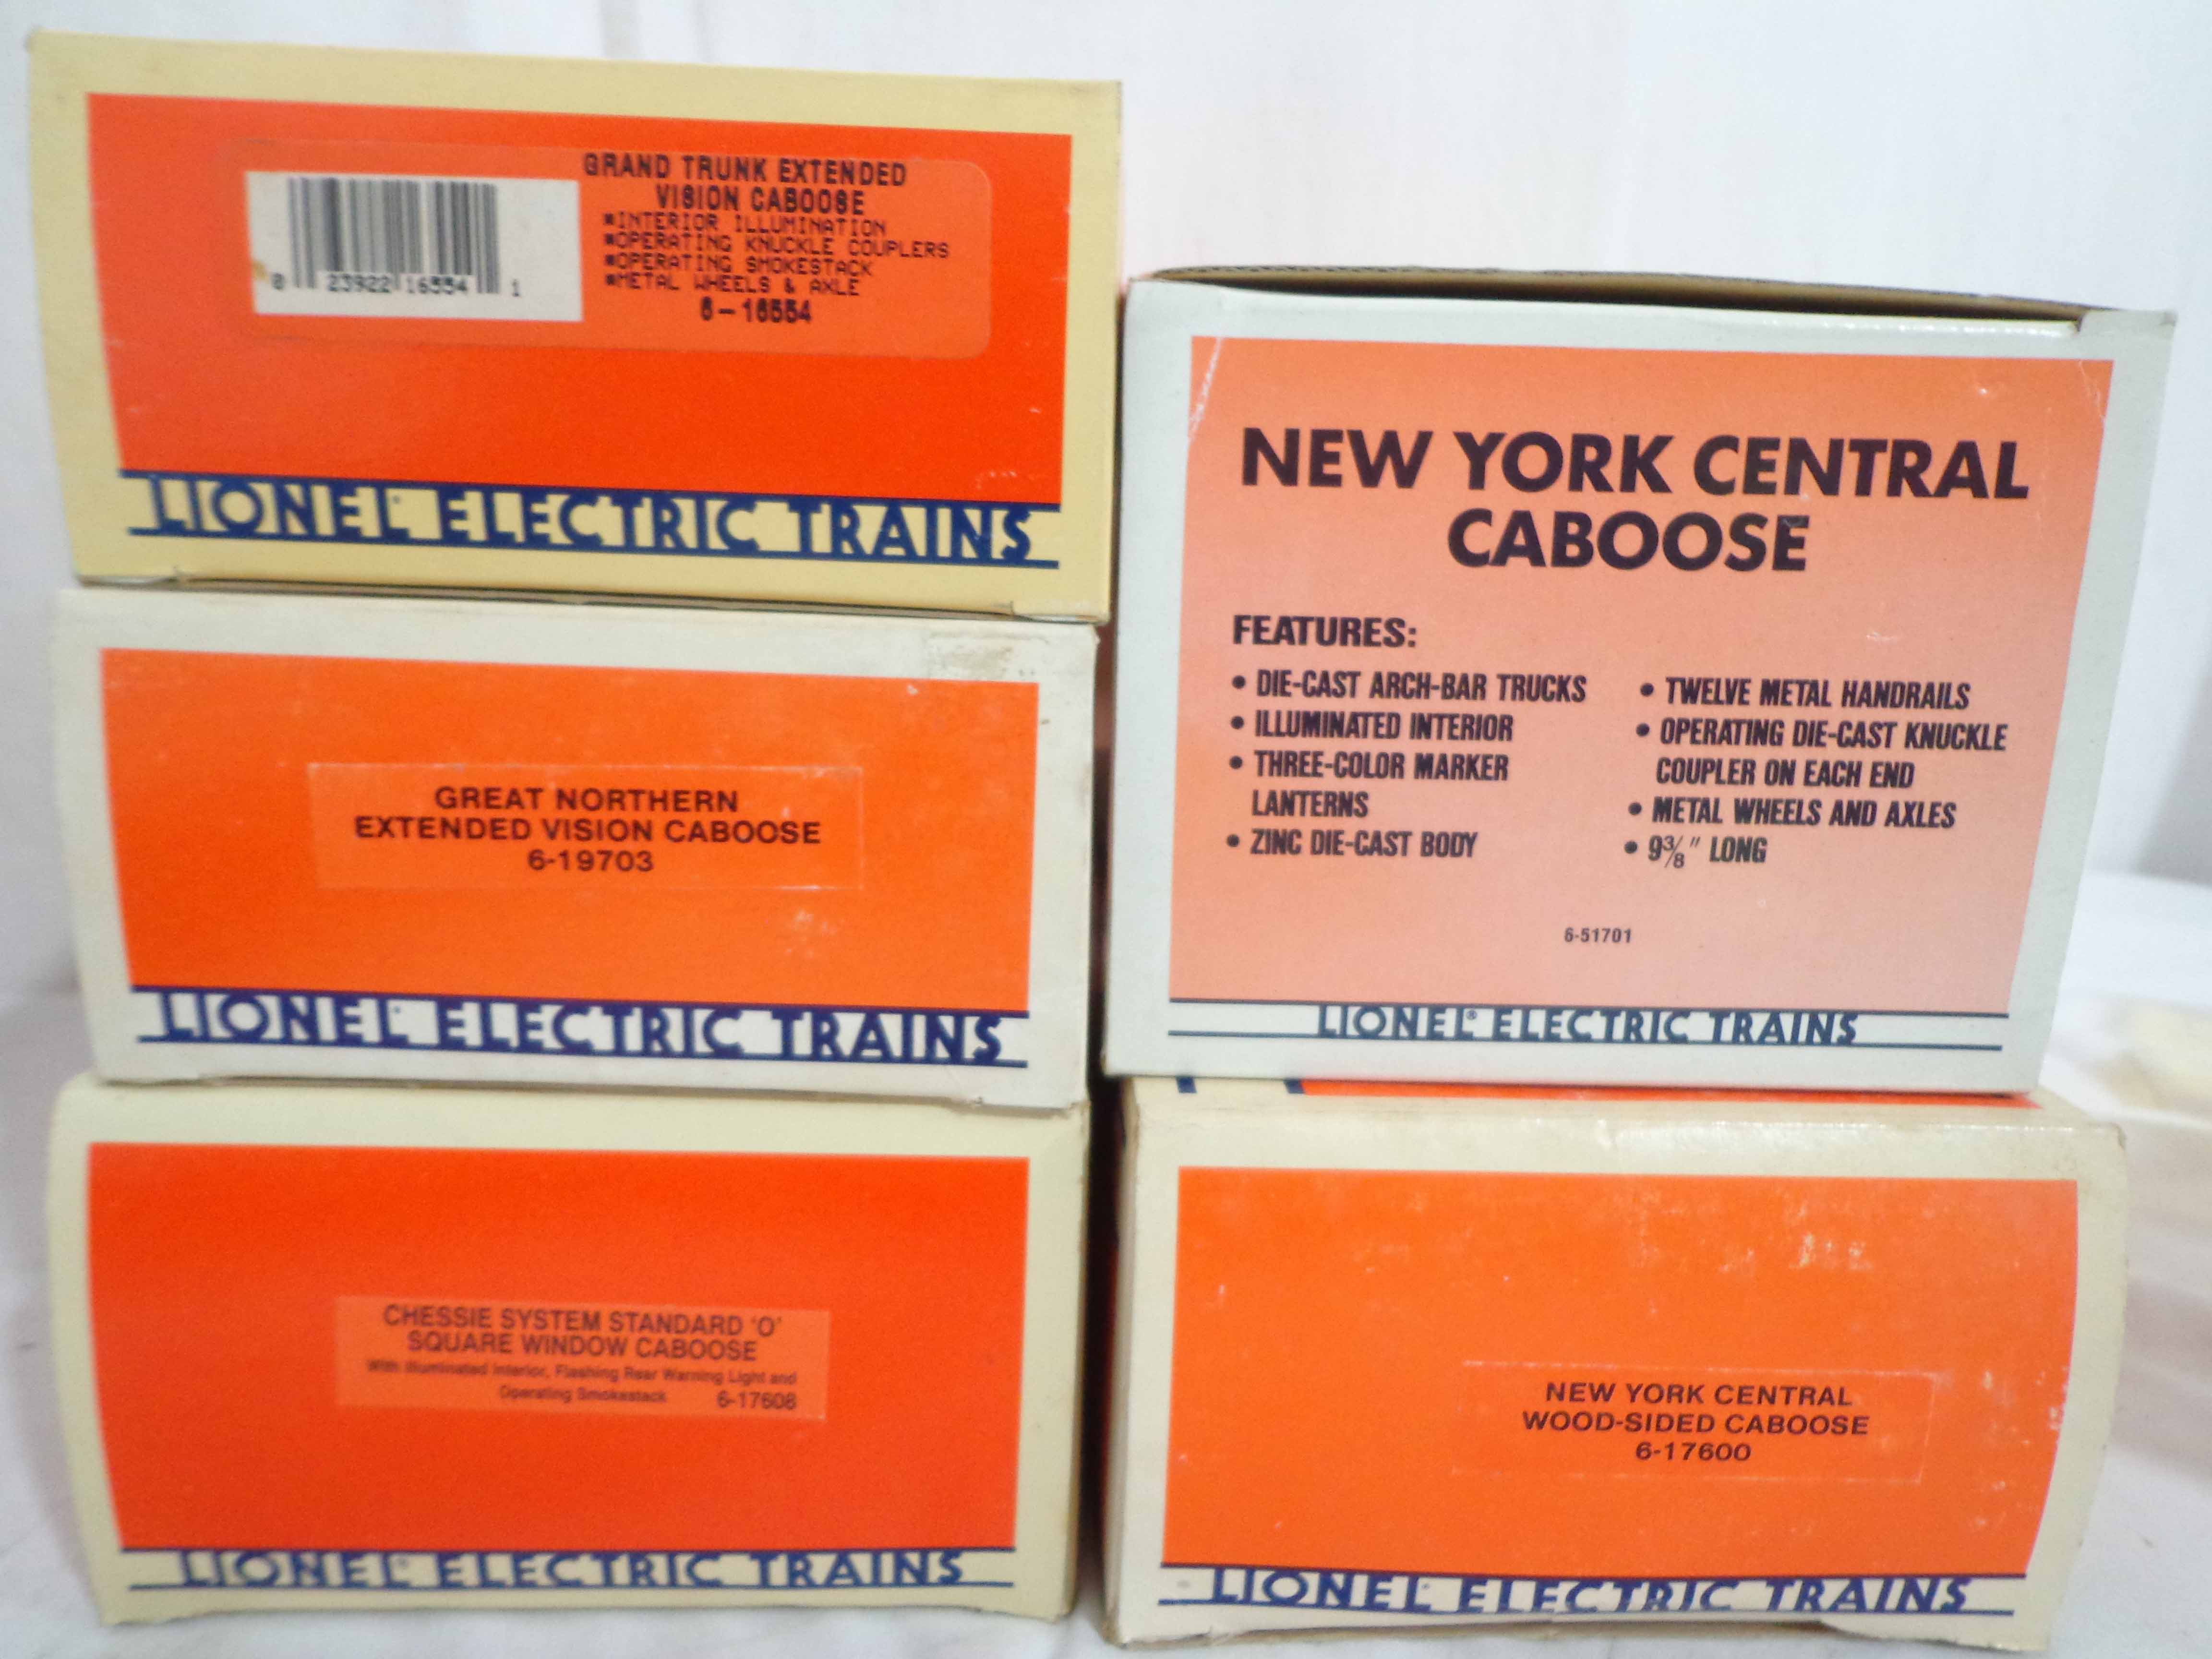 GRAND TRUNK EXTENDED
VISION CABOOSE
■INTERIOR ILLUMINATION
■OPERATING KNUCKLE COUPLERS
■OPERATING SMOKESTACK
■METAL WHEELS & AXLE
6-16554
0 23922 16554 1
LIONEL® ELECTRIC TRAINS
GREAT NORTHERN
EXTENDED VISION CABOOSE
6-19703
LIONEL® ELECTRIC TRAINS
CHESSIE SYSTEM STANDARD 'O'
SQUARE WINDOW CABOOSE
With Illuminated Interior, Flashing Rear Warning Light and
Operating Smokestack 6-17608
LIONEL® ELECTRIC TRAINS
NEW YORK CENTRAL
CABOOSE
FEATURES:
• DIE-CAST ARCH-BAR TRUCKS
• ILLUMINATED INTERIOR
• THREE-COLOR MARKER
LANTERNS
• ZINC DIE-CAST BODY
• TWELVE METAL HANDRAILS
• OPERATING DIE-CAST KNUCKLE
COUPLER ON EACH END
• METAL WHEELS AND AXLES
• 9⅜" LONG
6-51701
LIONEL® ELECTRIC TRAINS
NEW YORK CENTRAL
WOOD-SIDED CABOOSE
6-17600
LIONEL® ELECTRIC TRAINS